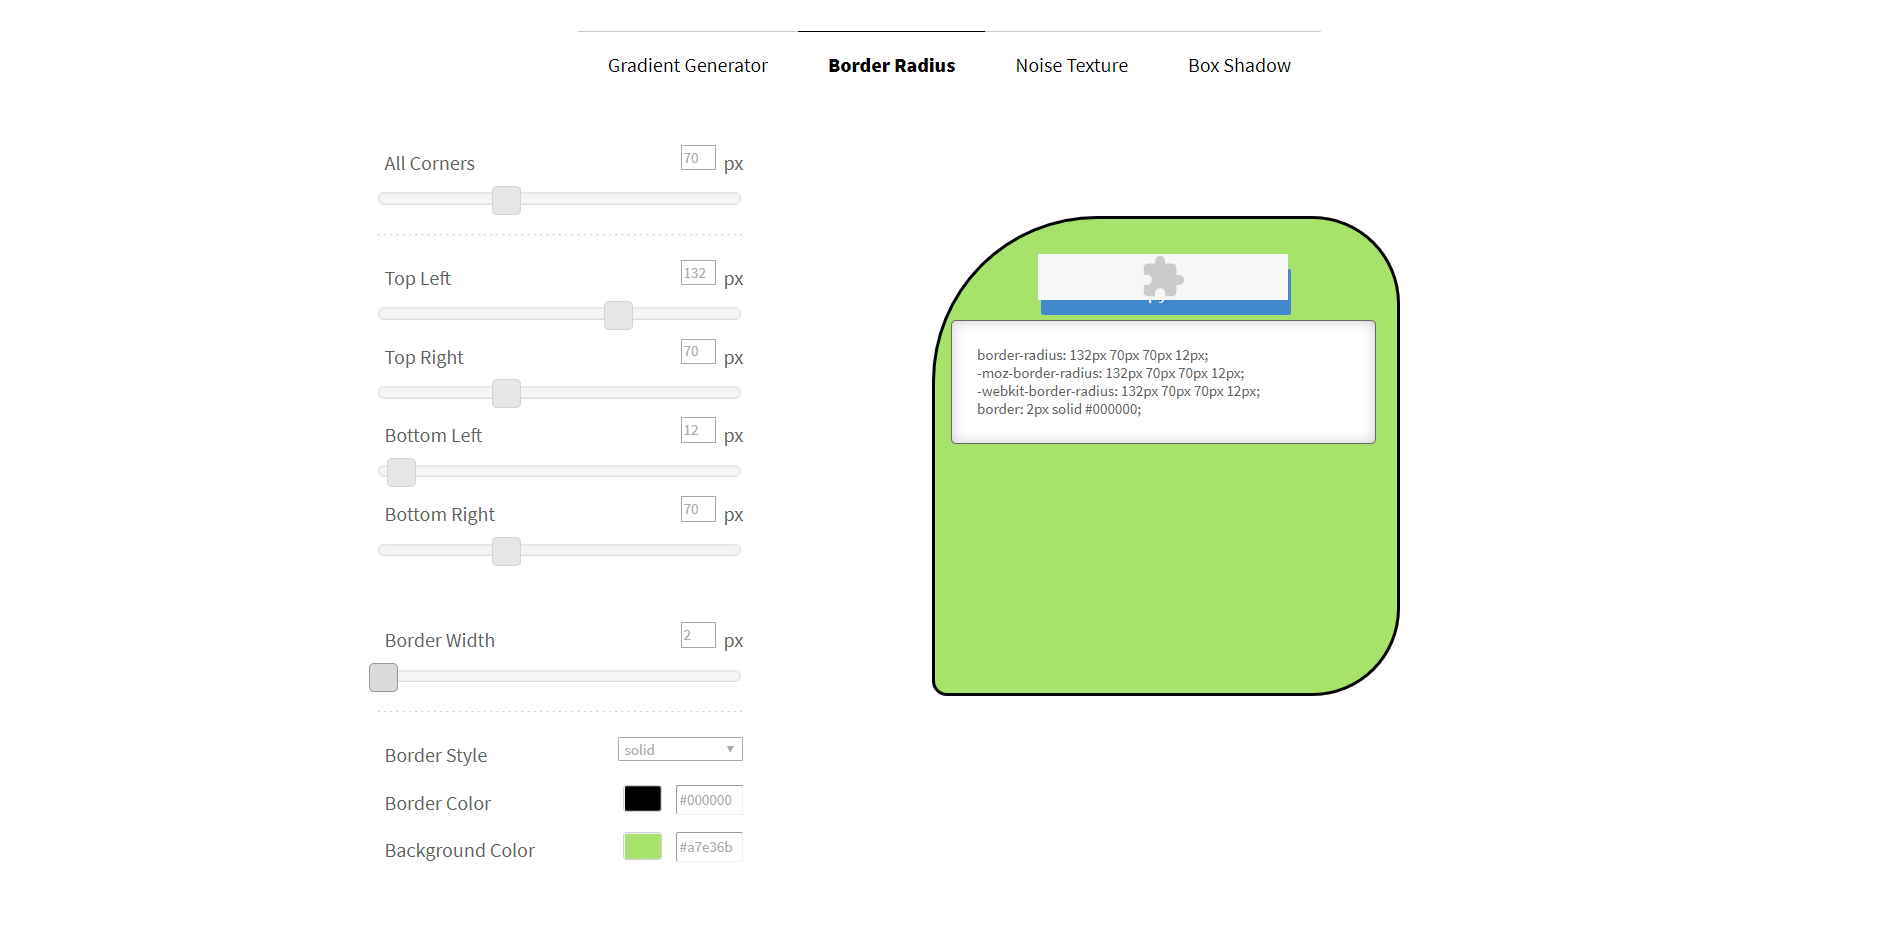 Gradient Generator Border Radius Noise Texture Box Shadow
All Corners 70 px
Top Left 132 px
Top Right 70 px
Bottom Left 12 px
Bottom Right 70 px
Border Width 2 px
Border Style solid
Border Color #000000
Background Color #a7e36b
border-radius: 132px 70px 70px 12px;
-moz-border-radius: 132px 70px 70px 12px;
-webkit-border-radius: 132px 70px 70px 12px;
border: 2px solid #000000;